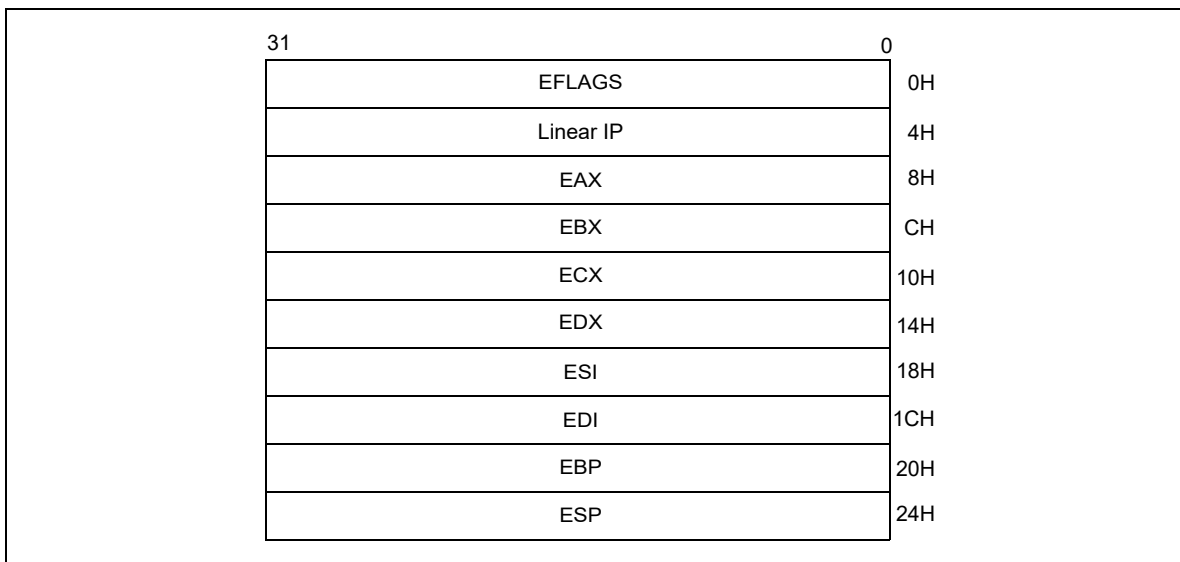 31 0
EFLAGS 0H
Linear IP 4H
EAX 8H
EBX CH
ECX 10H
EDX 14H
ESI 18H
EDI 1CH
EBP 20H
ESP 24H